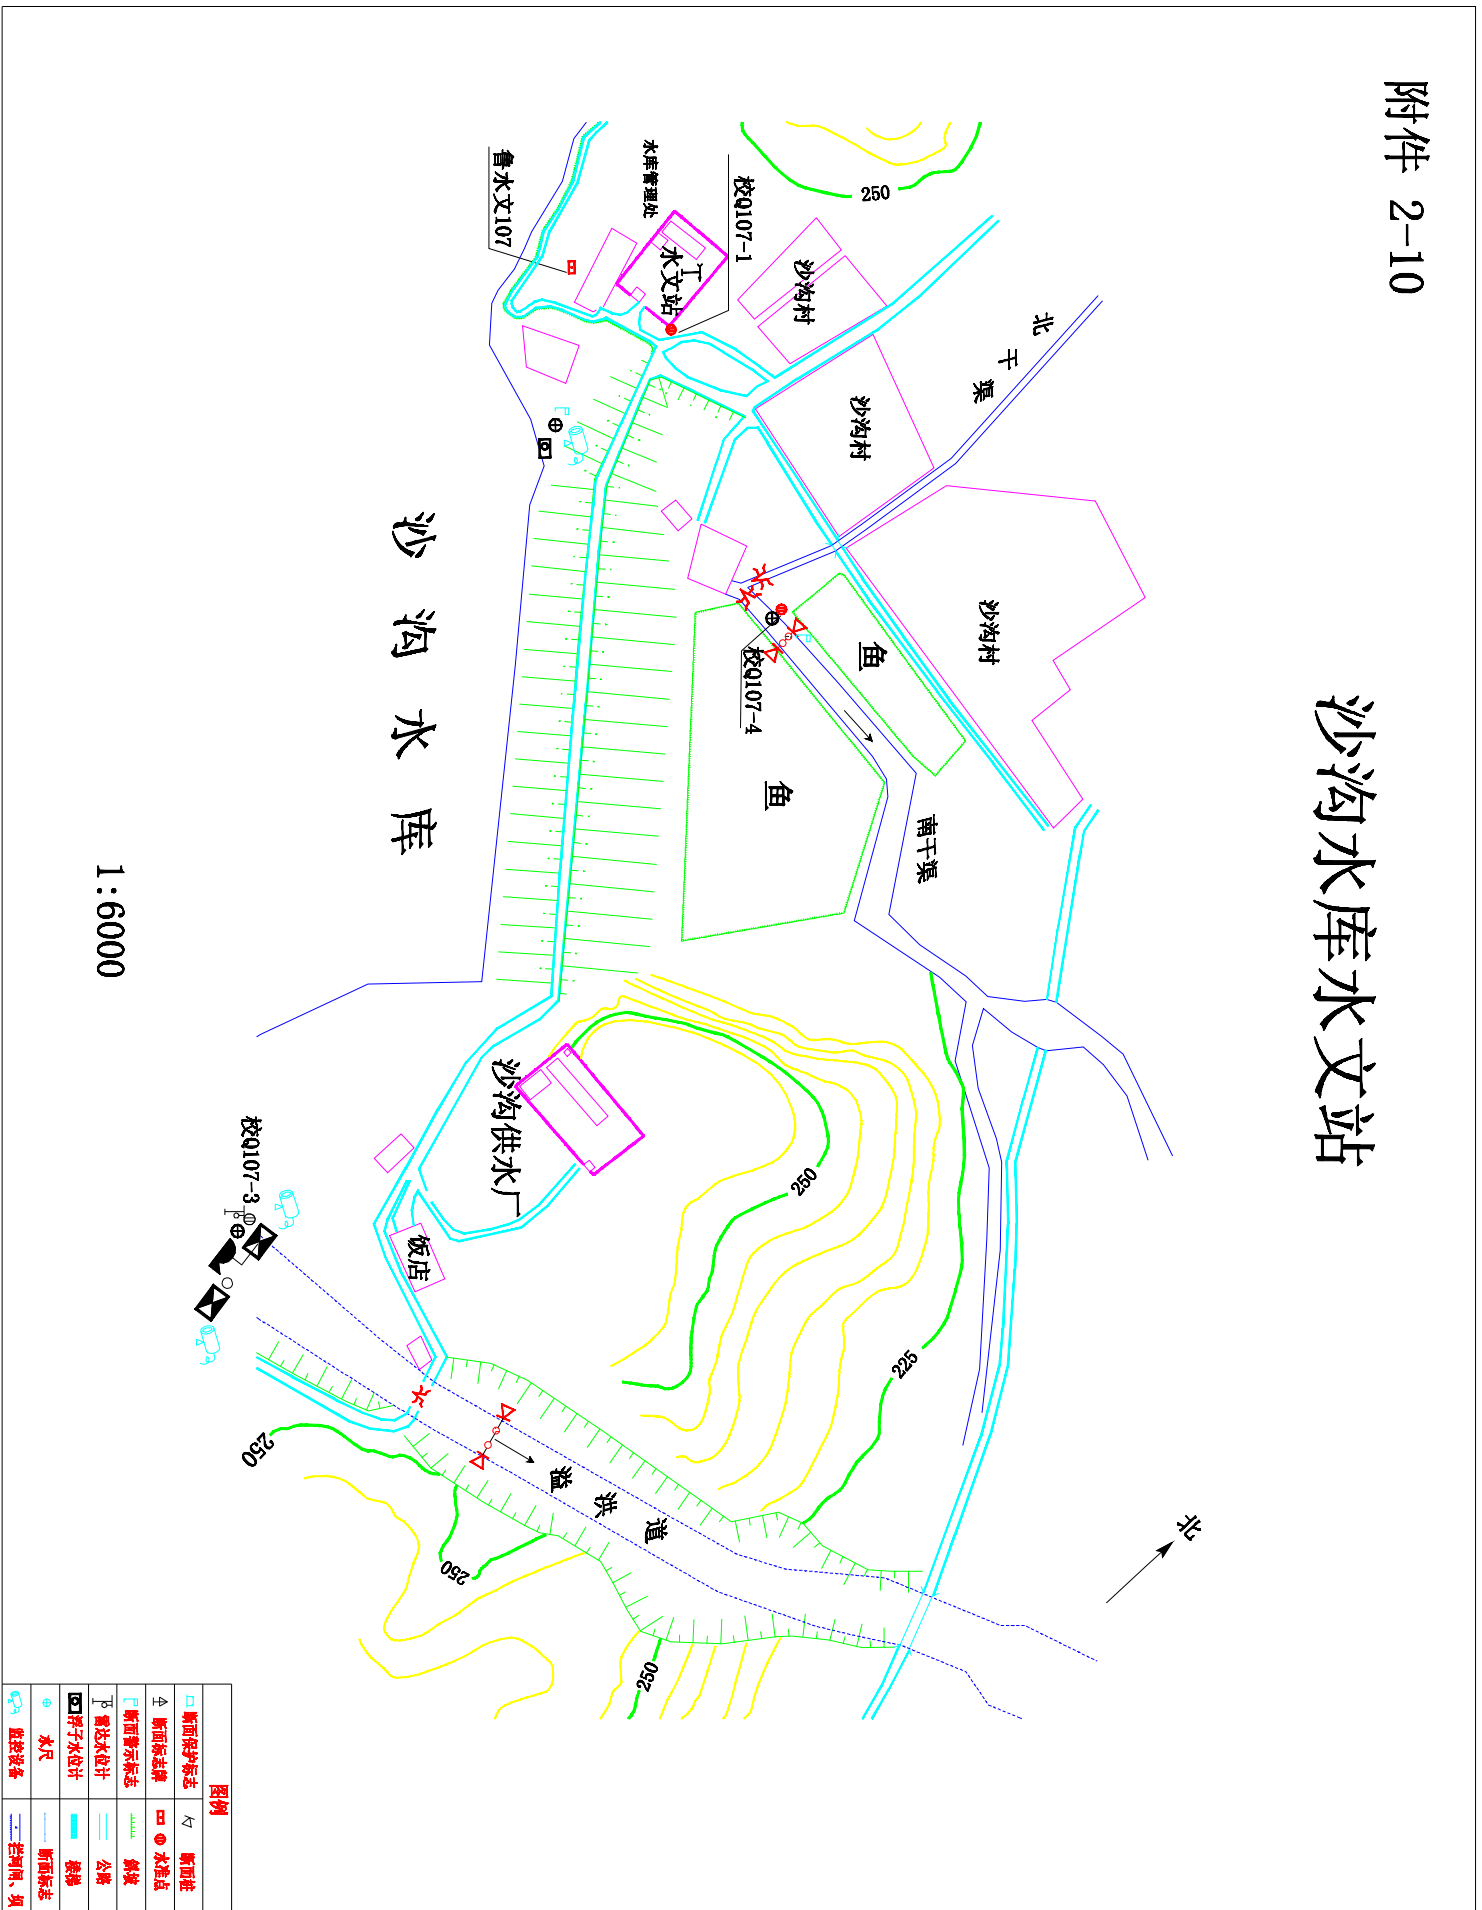 附件 2-10
沙沟水库水文站
250
水库管理处
鲁水文107
校Q107-1
水文站
沙沟村
北干渠
沙沟村
沙沟村
鱼
校Q107-4
鱼
南干渠
沙沟水库
1:6000
沙沟供水厂
250
校Q107-3
饭店
225
250
溢洪道
250
250
北
图例
断面保护标志
断面桩
断面标志牌
水准点
断面警示标志
斜坡
雷达水位计
公路
浮子水位计
楼梯
水尺
断面标志
监控设备
拦河闸、坝